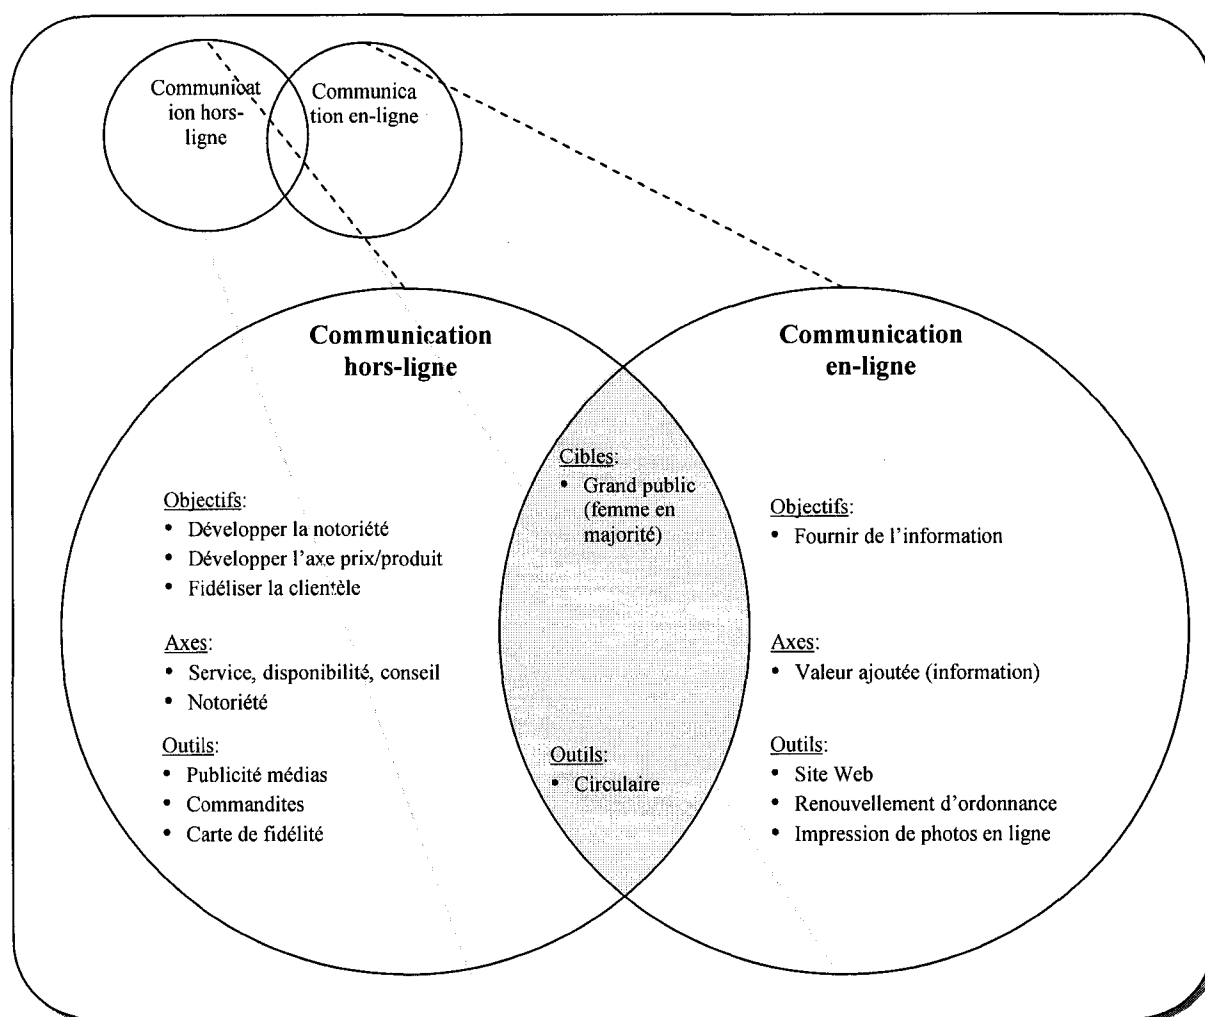 Communicat
ion hors-
ligne
Communica
tion en-ligne
Communication
hors-ligne
Objectifs:
• Développer la notoriété
• Développer l'axe prix/produit
• Fidéliser la clientèle
Axes:
• Service, disponibilité, conseil
• Notoriété
Outils:
• Publicité médias
• Commandites
• Carte de fidélité
Cibles:
• Grand public
(femme en
majorité)
Outils:
• Circulaire
Communication
en-ligne
Objectifs:
• Fournir de l'information
Axes:
• Valeur ajoutée (information)
Outils:
• Site Web
• Renouvellement d'ordonnance
• Impression de photos en ligne